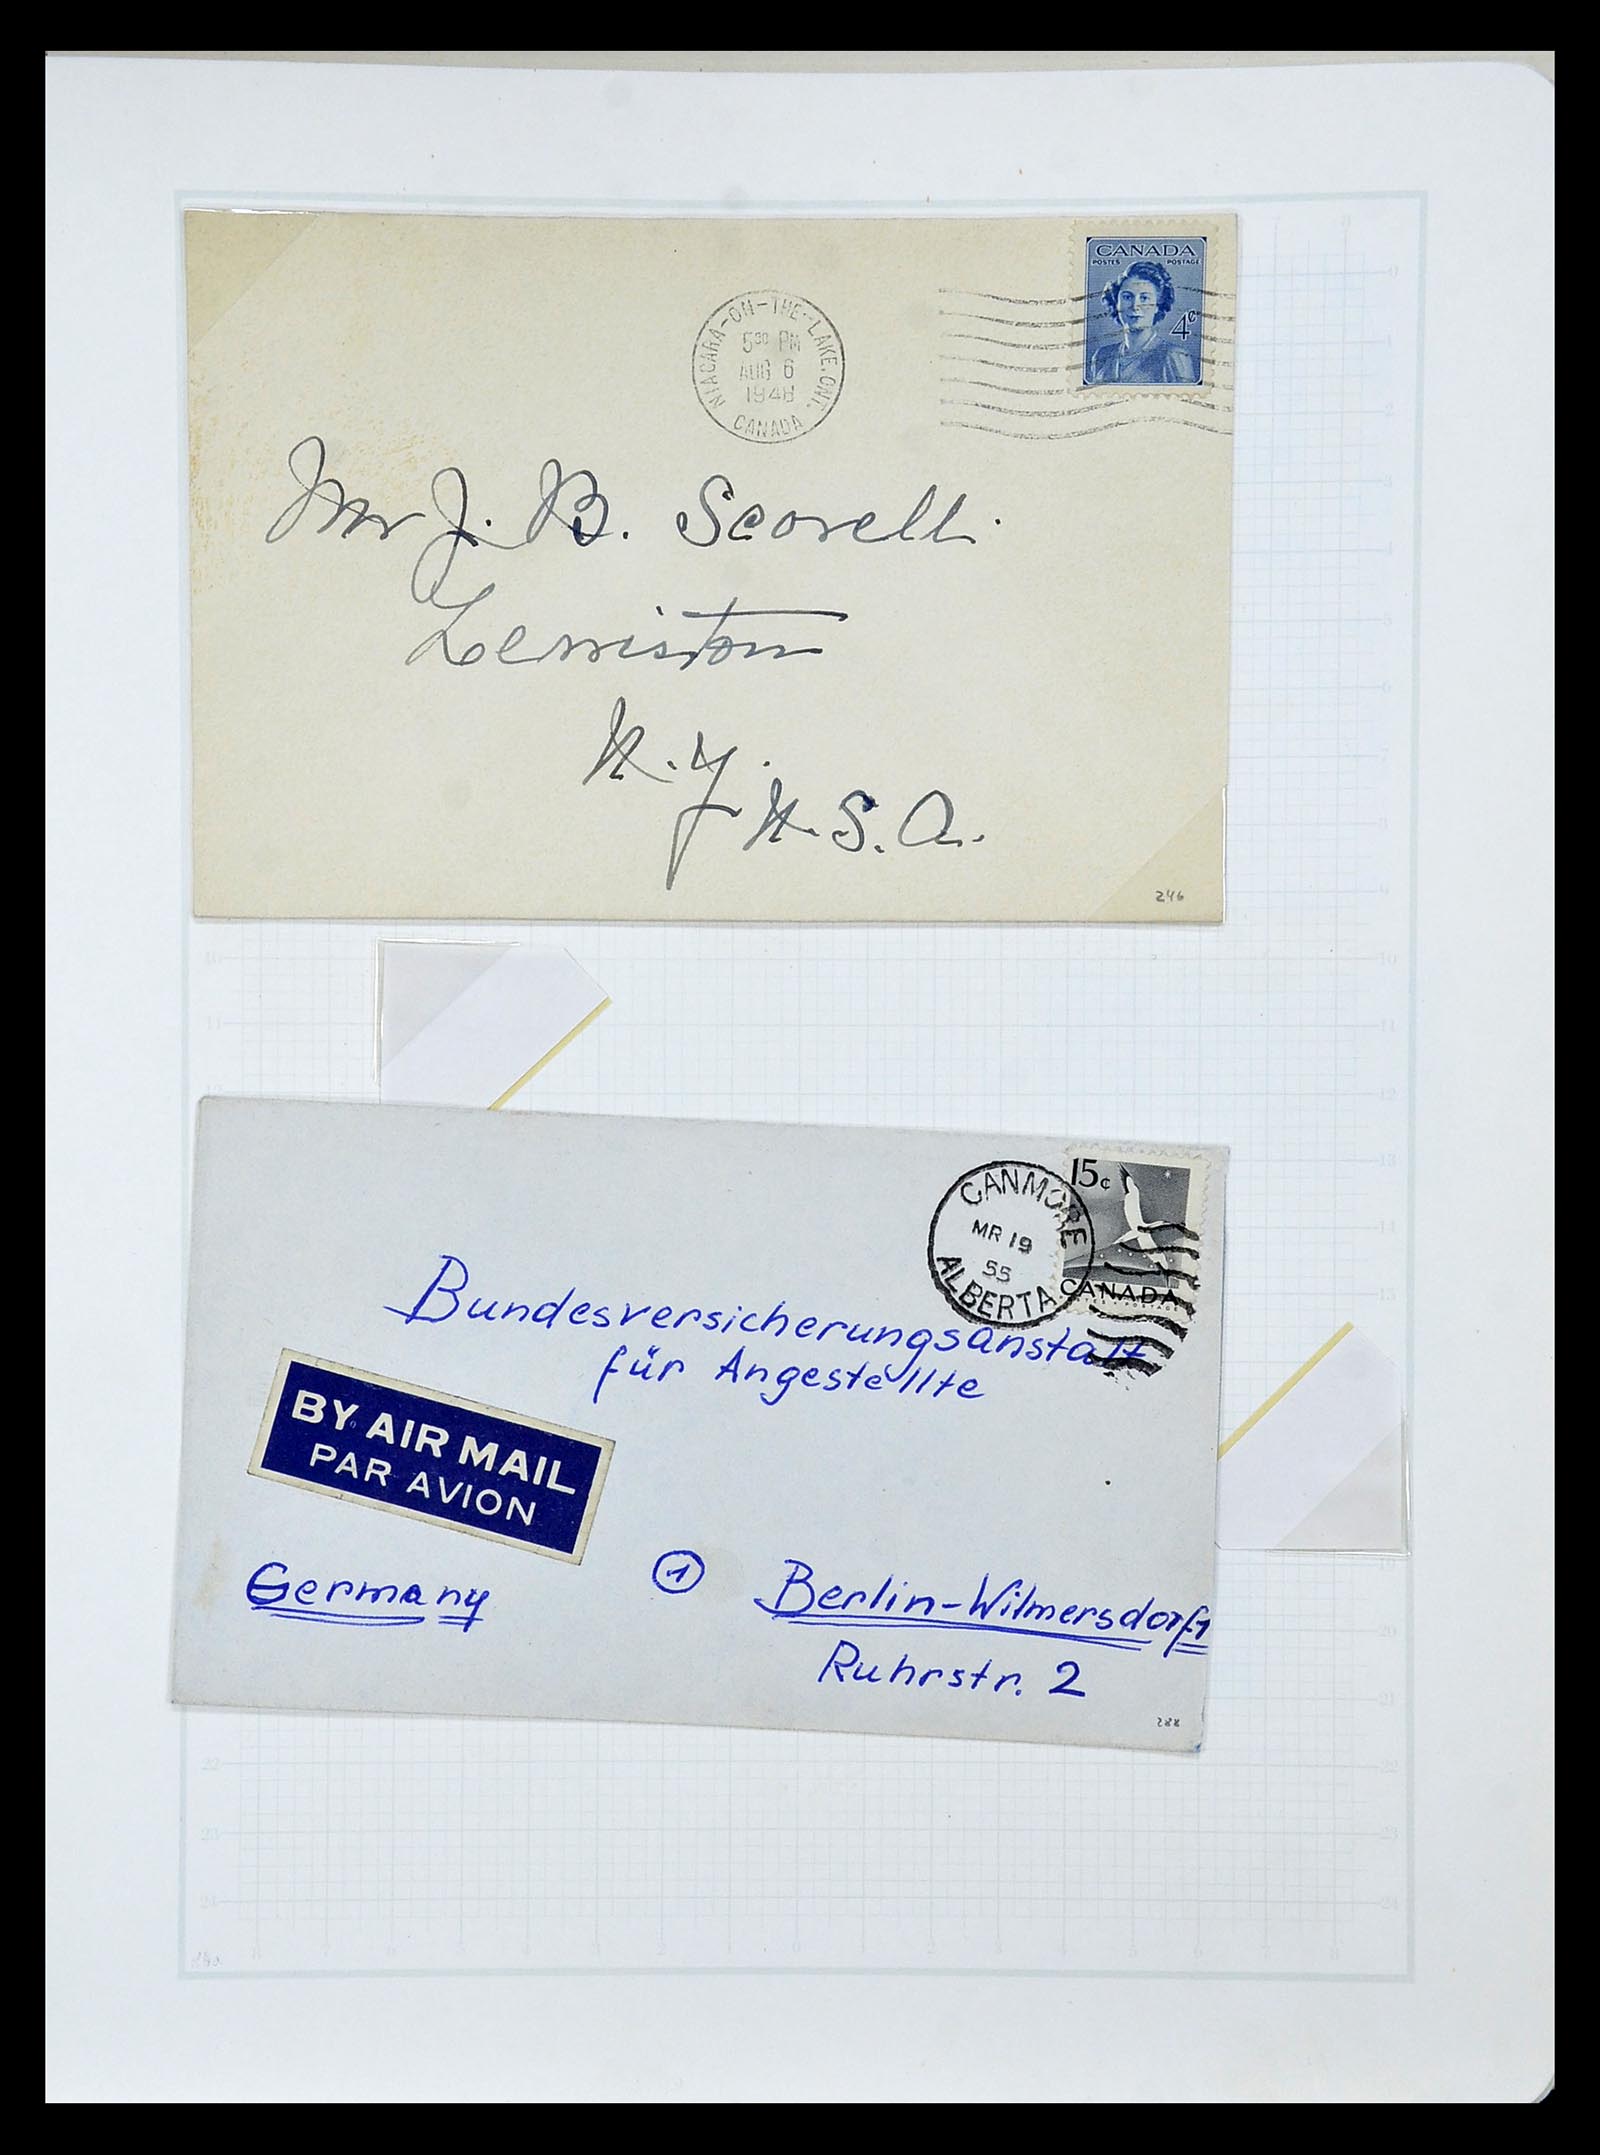 CANADA
POSTES POSTAGE
4¢
NIAGARA-ON-THE-LAKE.ONT.
5 30 PM
AUG 6
1948
CANADA
Mr J. B. Scovell.
Lewiston
N.Y.
U.S.A.
246
15¢
CANADA
CANMORE
MR 19
55
ALBERTA
Bundesversicherungsanstalt
für Angestellte
BY AIR MAIL
PAR AVION
Germany
1
Berlin-Wilmersdorf 1
Ruhrstr. 2
288